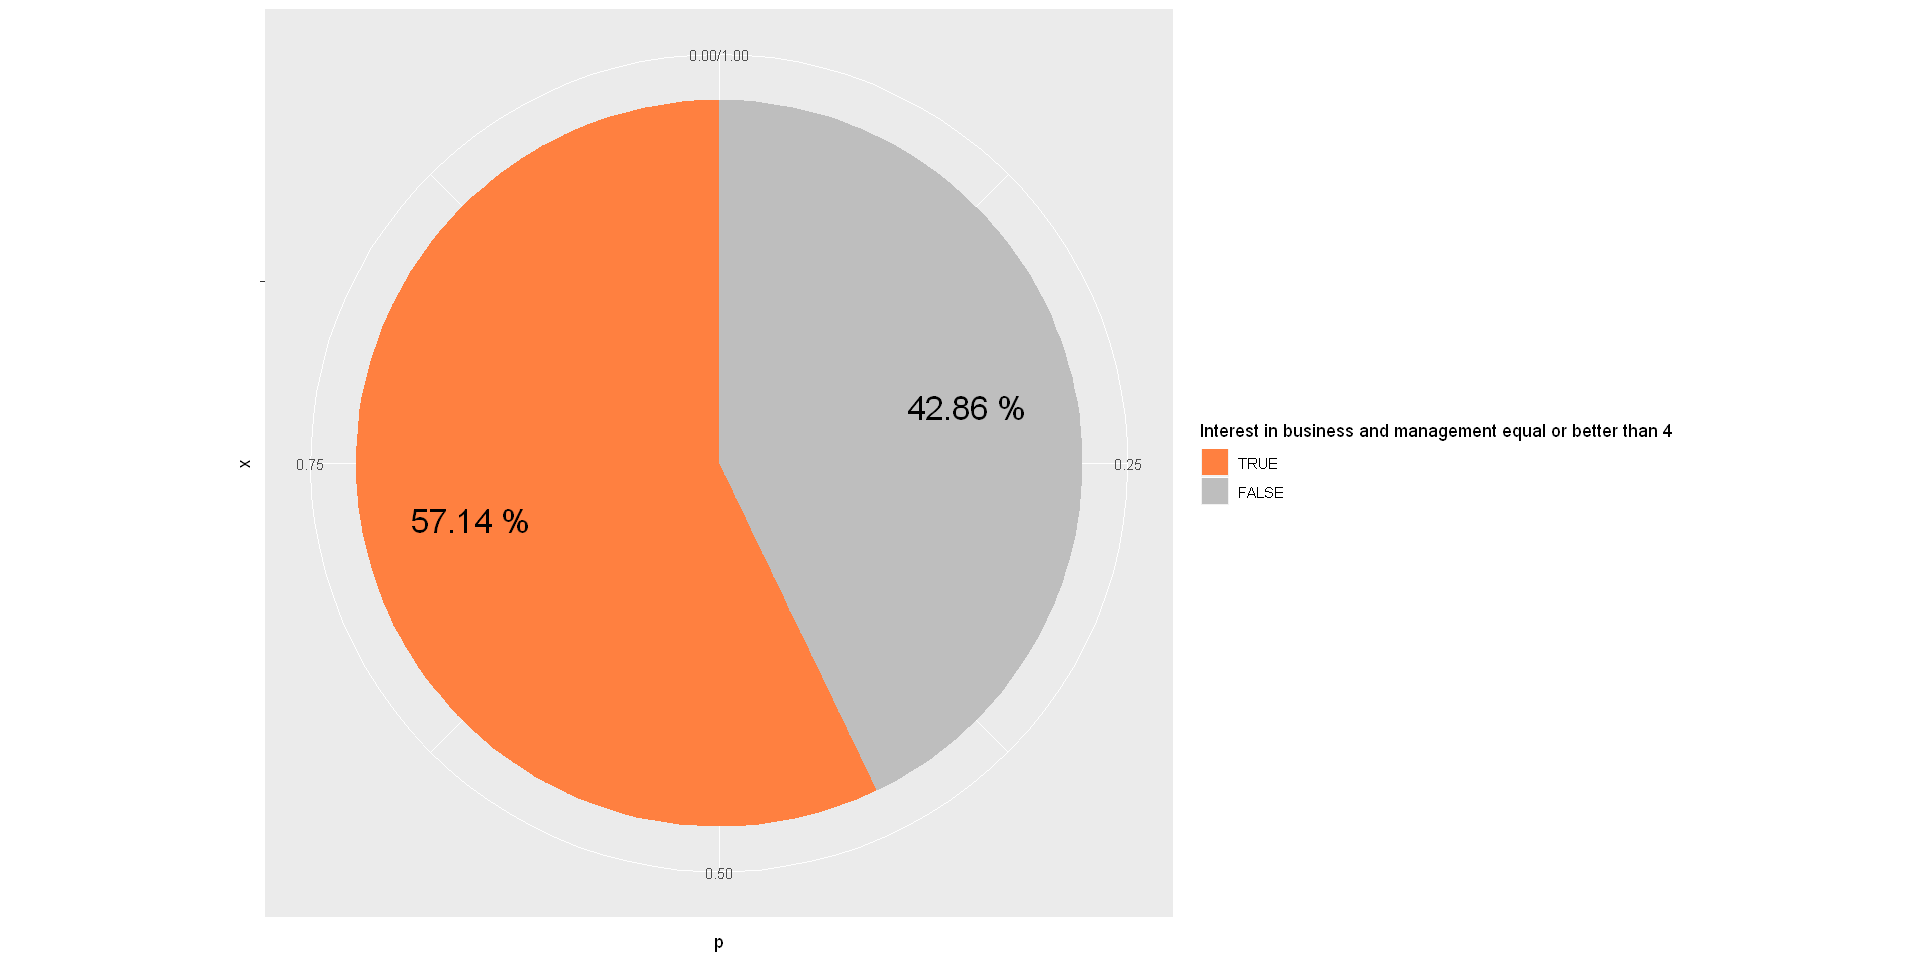 0.00/1.00
42.86 %
Interest in business and management equal or better than 4
TRUE
FALSE
x
0.75
0.25
57.14 %
0.50
p